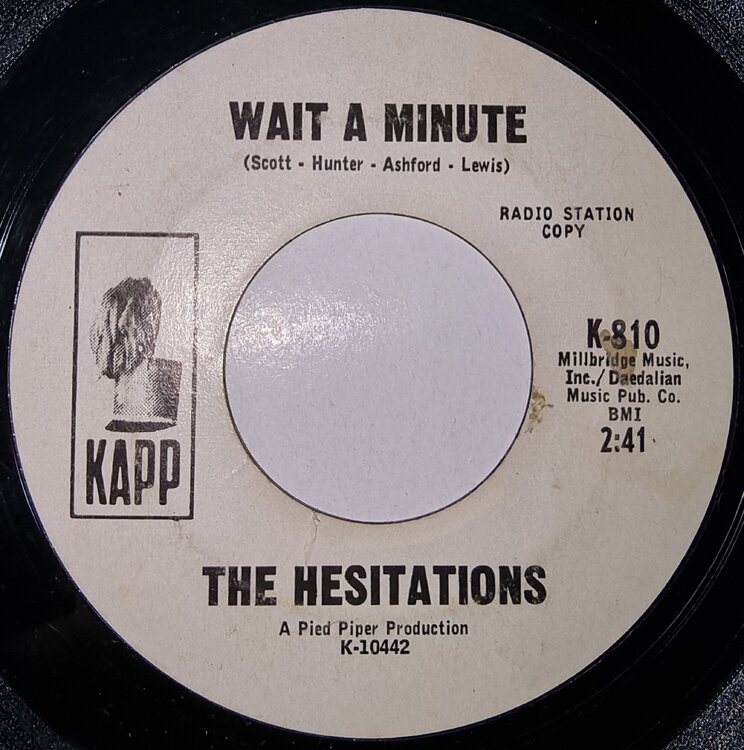 WAIT A MINUTE
(Scott - Hunter - Ashford - Lewis)
RADIO STATION
COPY
KAPP
K-810
Millbridge Music,
Inc./Daedalian
Music Pub. Co.
BMI
2:41
THE HESITATIONS
A Pied Piper Production
K-10442